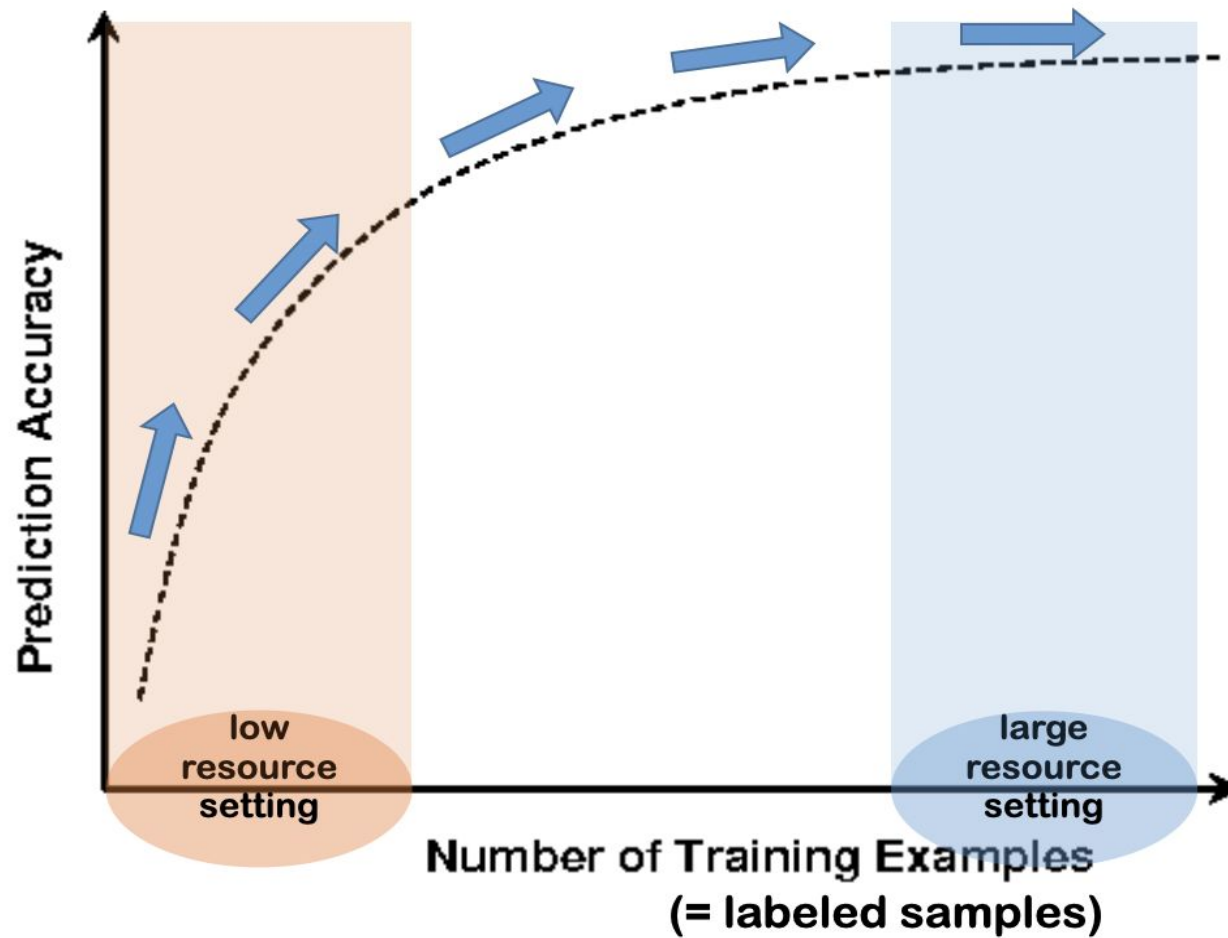 Prediction Accuracy
low
resource
setting
large
resource
setting
Number of Training Examples
(= labeled samples)